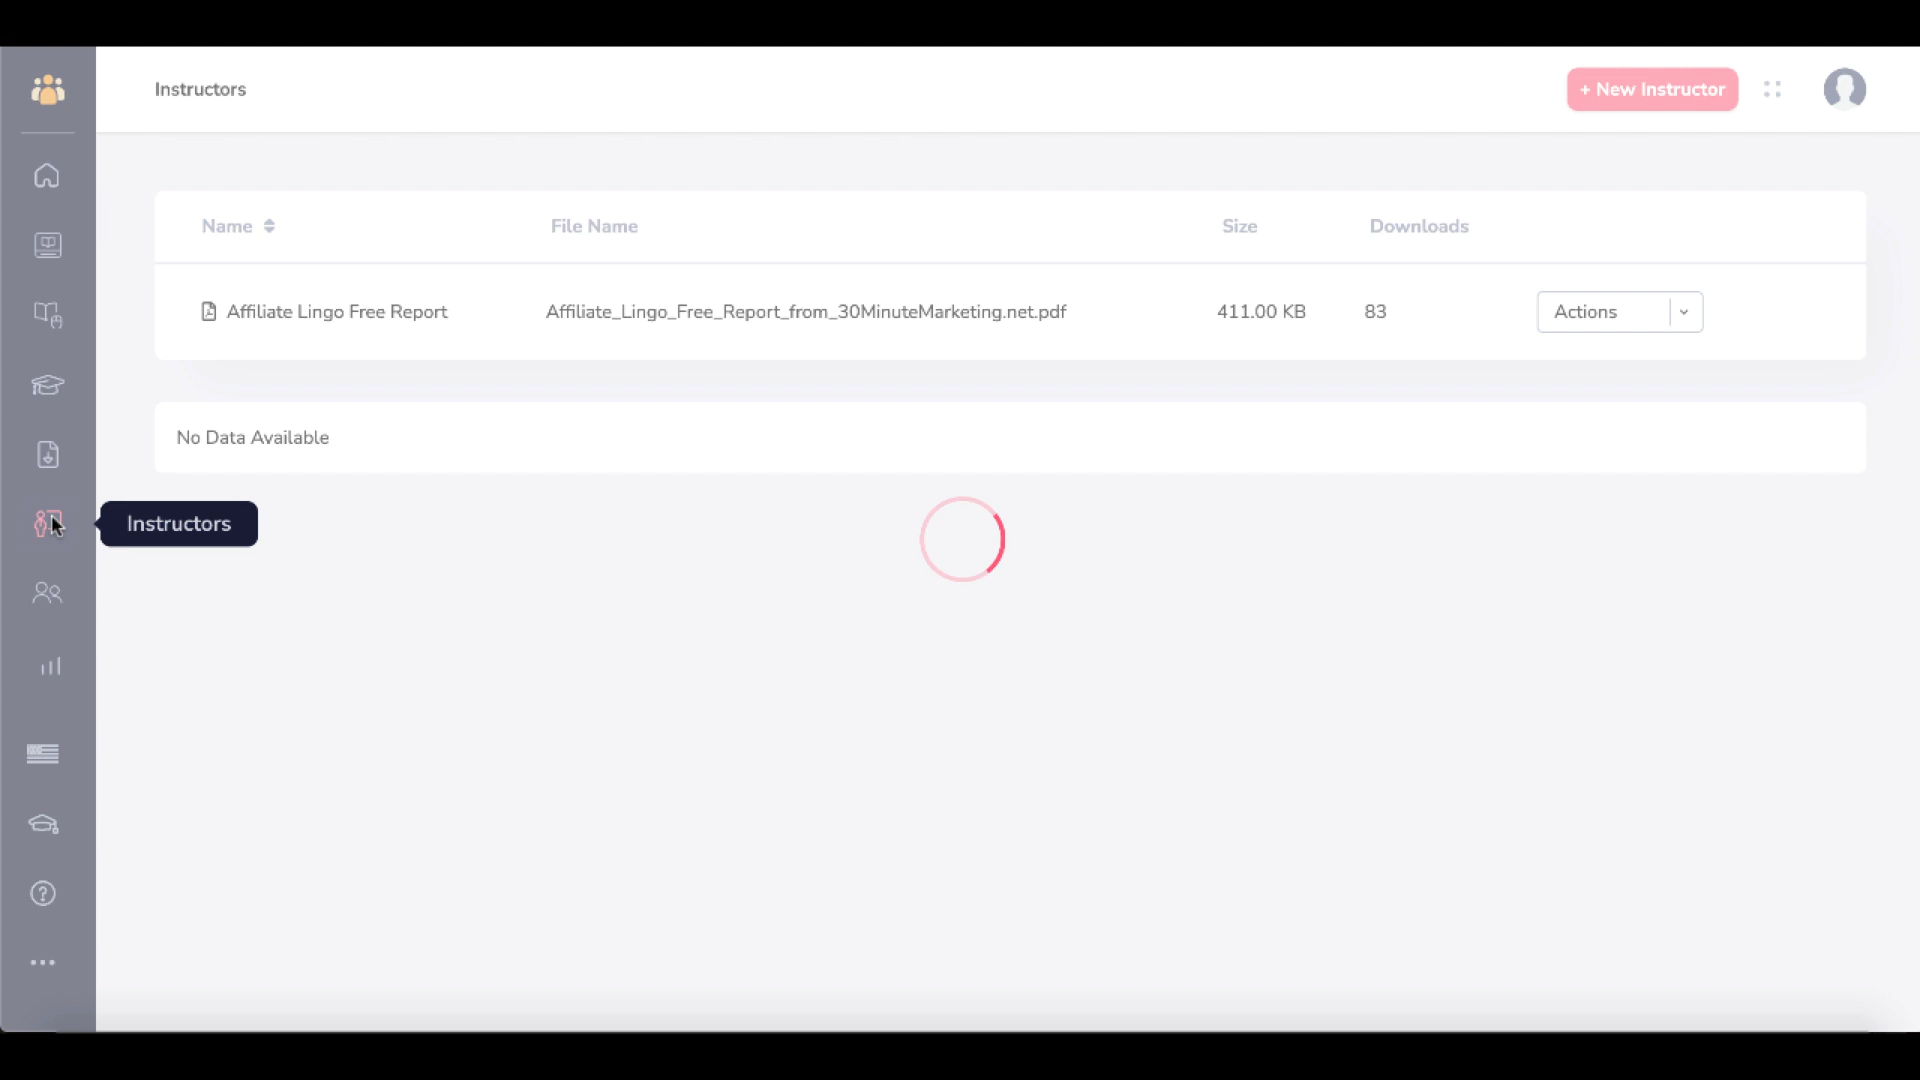 Instructors
+ New Instructor
Name
File Name
Size
Downloads
Affiliate Lingo Free Report
Affiliate_Lingo_Free_Report_from_30MinuteMarketing.net.pdf
411.00 KB
83
Actions
No Data Available
Instructors